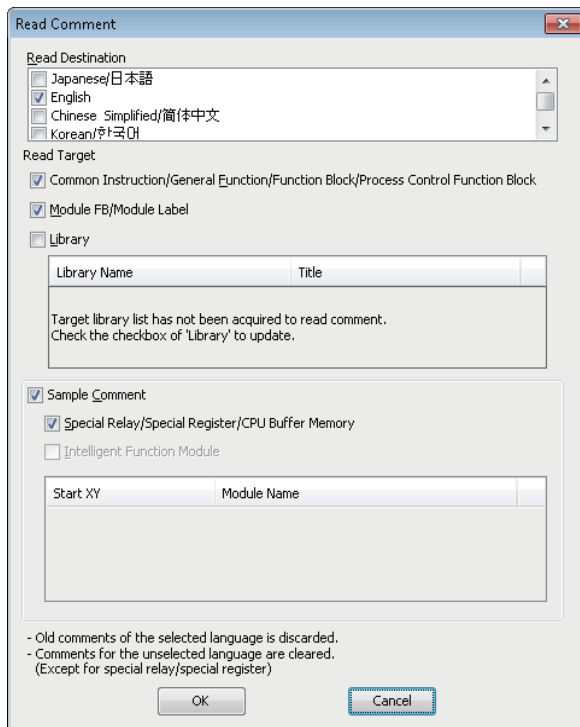 Read Comment
Read Destination
Japanese/日本語
English
Chinese Simplified/简体中文
Korean/한국어
Read Target
Common Instruction/General Function/Function Block/Process Control Function Block
Module FB/Module Label
Library
Library Name Title
Target library list has not been acquired to read comment.
Check the checkbox of 'Library' to update.
Sample Comment
Special Relay/Special Register/CPU Buffer Memory
Intelligent Function Module
Start XY Module Name
- Old comments of the selected language is discarded.
- Comments for the unselected language are cleared.
(Except for special relay/special register)
OK Cancel